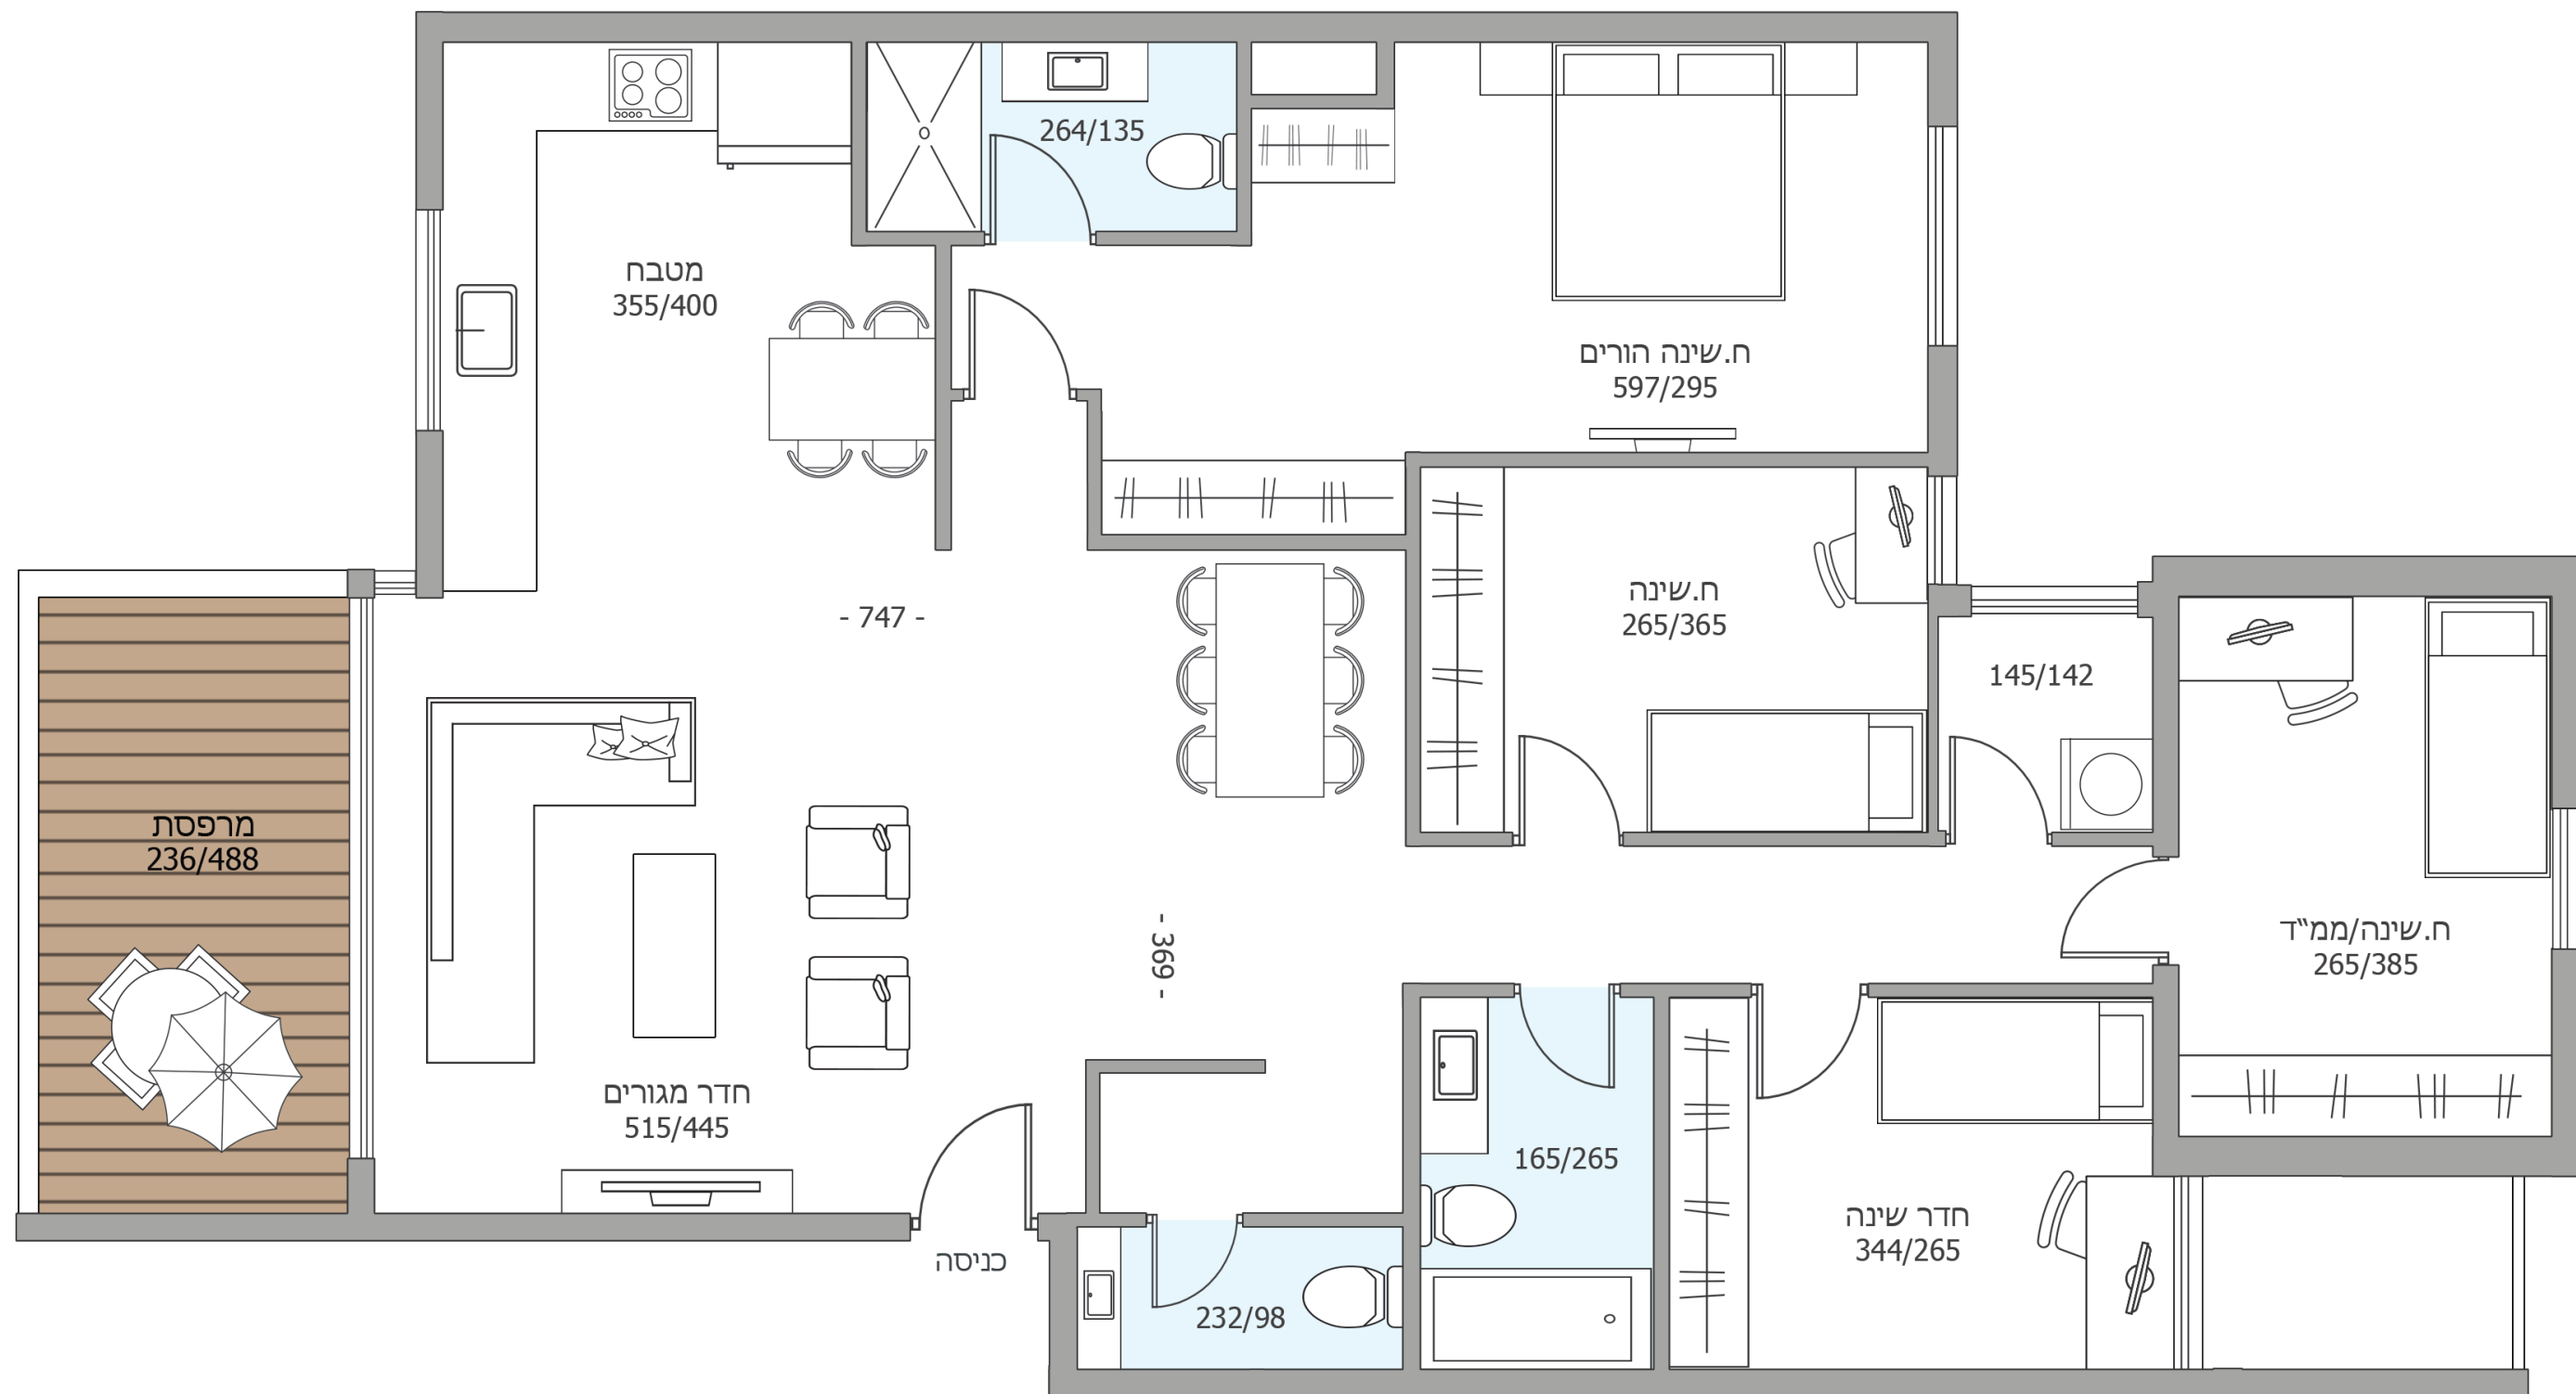 264/135
מטבח
355/400
ח.שינה הורים
597/295
- 747 -
ח.שינה
265/365
145/142
מרפסת
236/488
ח.שינה/ממ"ד
265/385
- 369 -
חדר מגורים
515/445
165/265
חדר שינה
344/265
כניסה
232/98